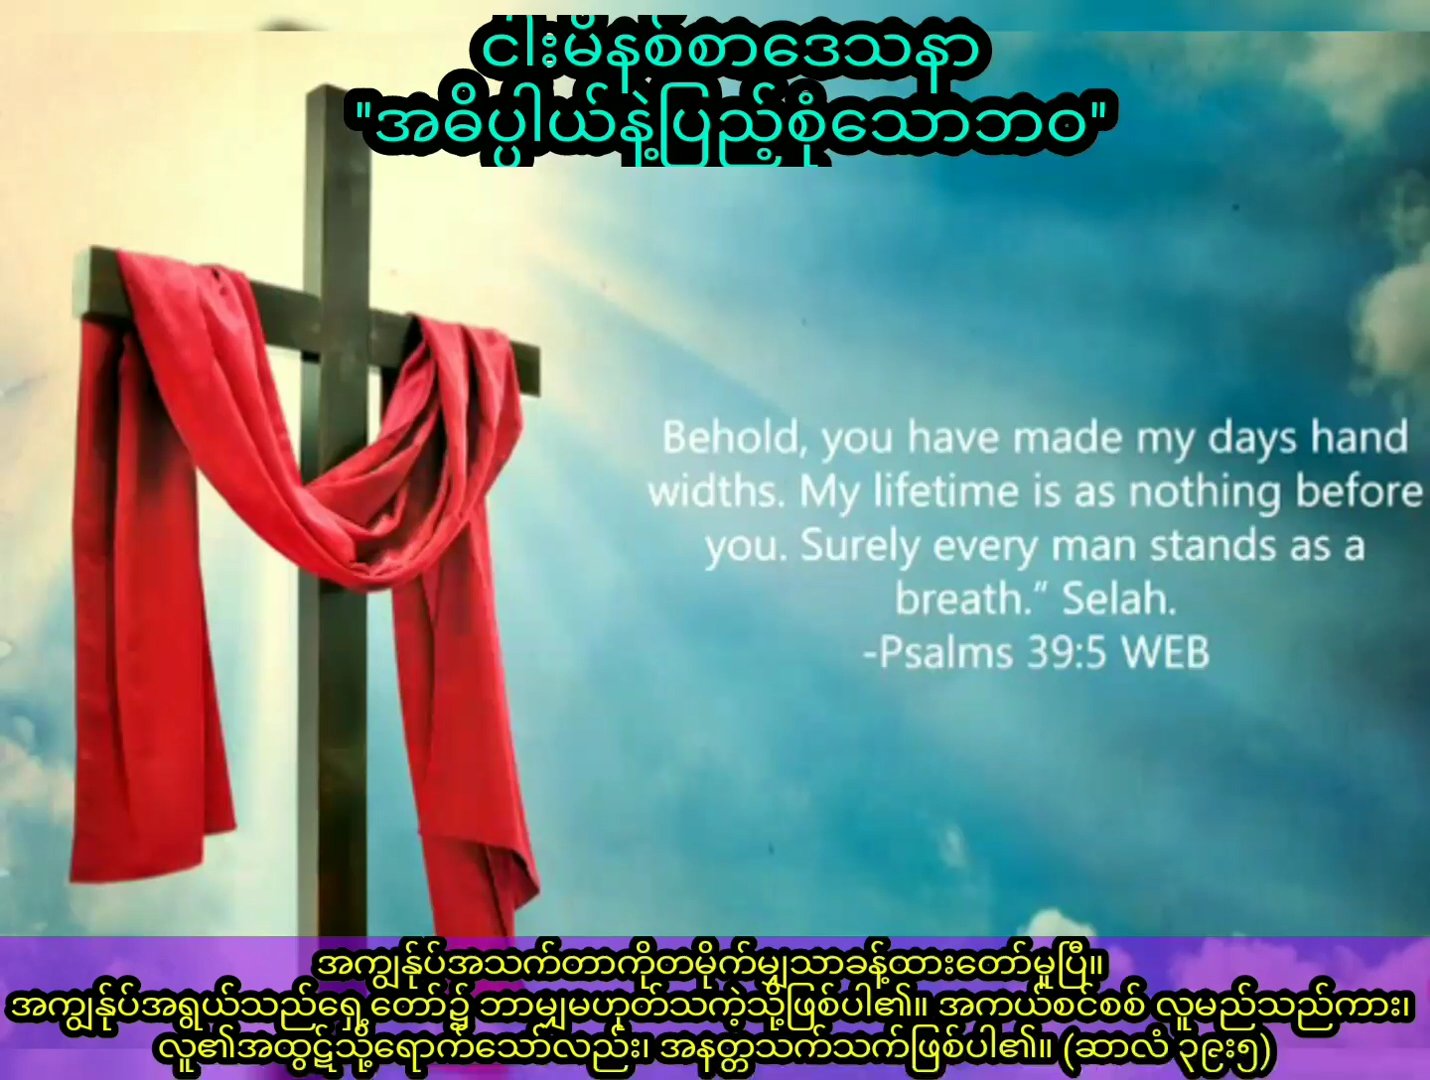 ငါးမိနစ်စာဒေသနာ
"အဓိပ္ပါယ်နဲ့ပြည့်စုံသောဘဝ"
Behold, you have made my days hand
widths. My lifetime is as nothing before
you. Surely every man stands as a
breath.” Selah.
-Psalms 39:5 WEB
အကျွန်ုပ်အသက်တာကိုတမိုက်မျှသာခန့်ထားတော်မူပြီ။
အကျွန်ုပ်အရွယ်သည်ရှေ့တော်၌ ဘာမျှမဟုတ်သကဲ့သို့ဖြစ်ပါ၏။ အကယ်စင်စစ် လူမည်သည်ကား၊
လူ၏အထွဋ်သို့ရောက်သော်လည်း၊ အနတ္တသက်သက်ဖြစ်ပါ၏။ (ဆာလံ ၃၉း၅)